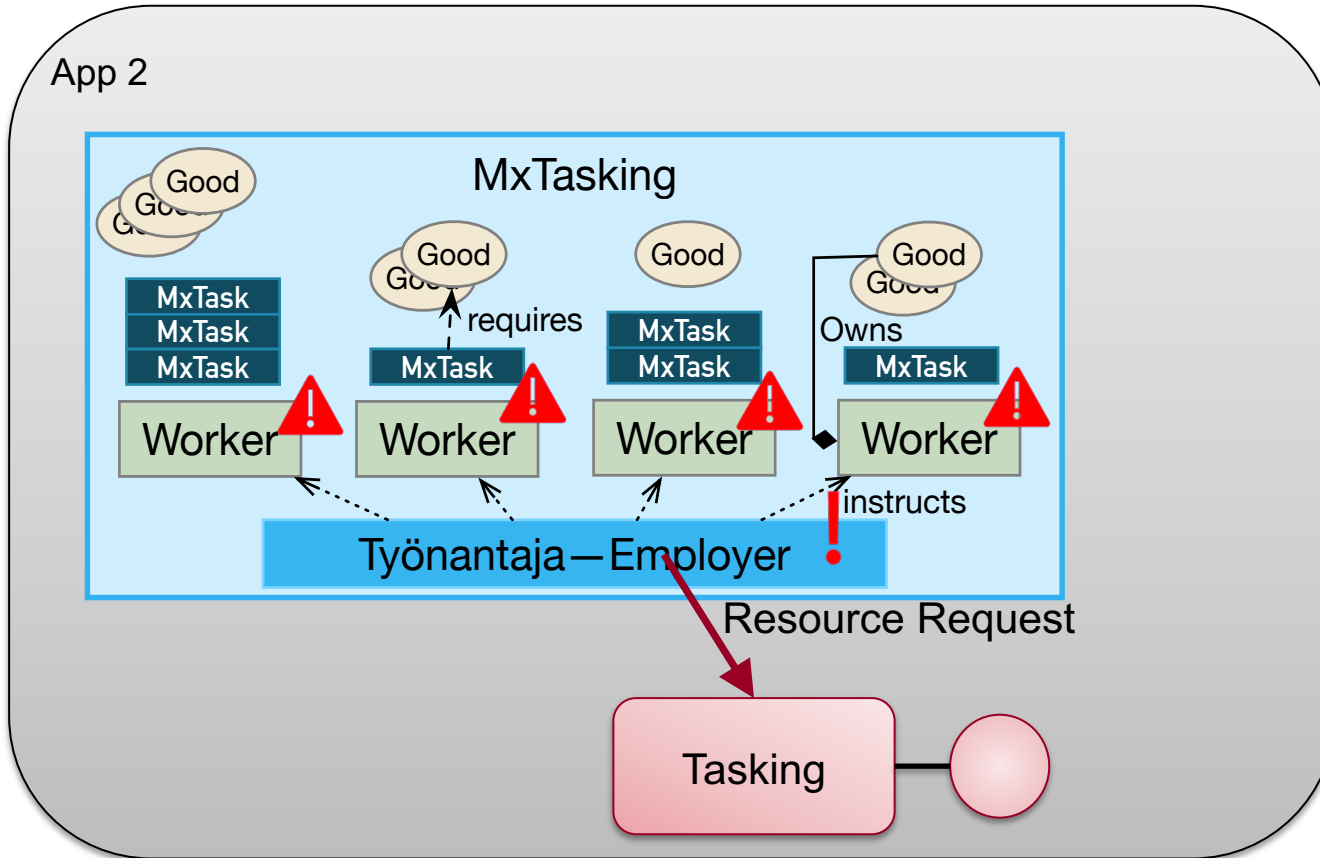 App 2
MxTasking
Good
Good
Good
MxTask
MxTask
MxTask
Worker
Good
Good
requires
MxTask
Worker
Good
MxTask
MxTask
Worker
Good
Good
Owns
MxTask
Worker
instructs
Työnantaja—Employer
Resource Request
Tasking